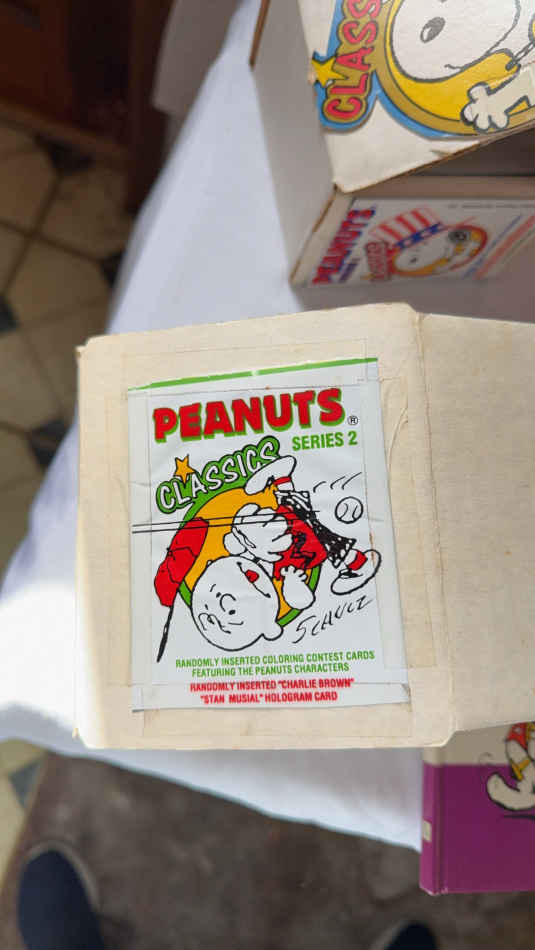 CLASS
PEANUTS
PEANUTS®
SERIES 2
CLASSICS
SCHULZ
RANDOMLY INSERTED COLORING CONTEST CARDS
FEATURING THE PEANUTS CHARACTERS
RANDOMLY INSERTED "CHARLIE BROWN"
"STAN MUSIAL" HOLOGRAM CARD